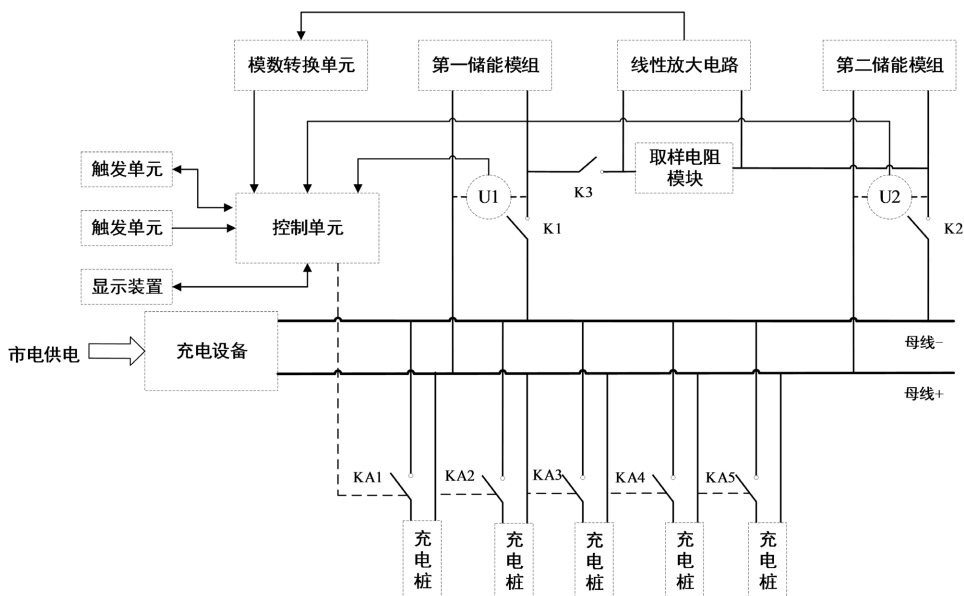 模数转换单元
第一储能模组
线性放大电路
第二储能模组
触发单元
取样电阻
模块
K3
U1
U2
触发单元
控制单元
K1
K2
显示装置
市电供电
充电设备
母线−
母线+
KA1
KA2
KA3
KA4
KA5
充电桩
充电桩
充电桩
充电桩
充电桩